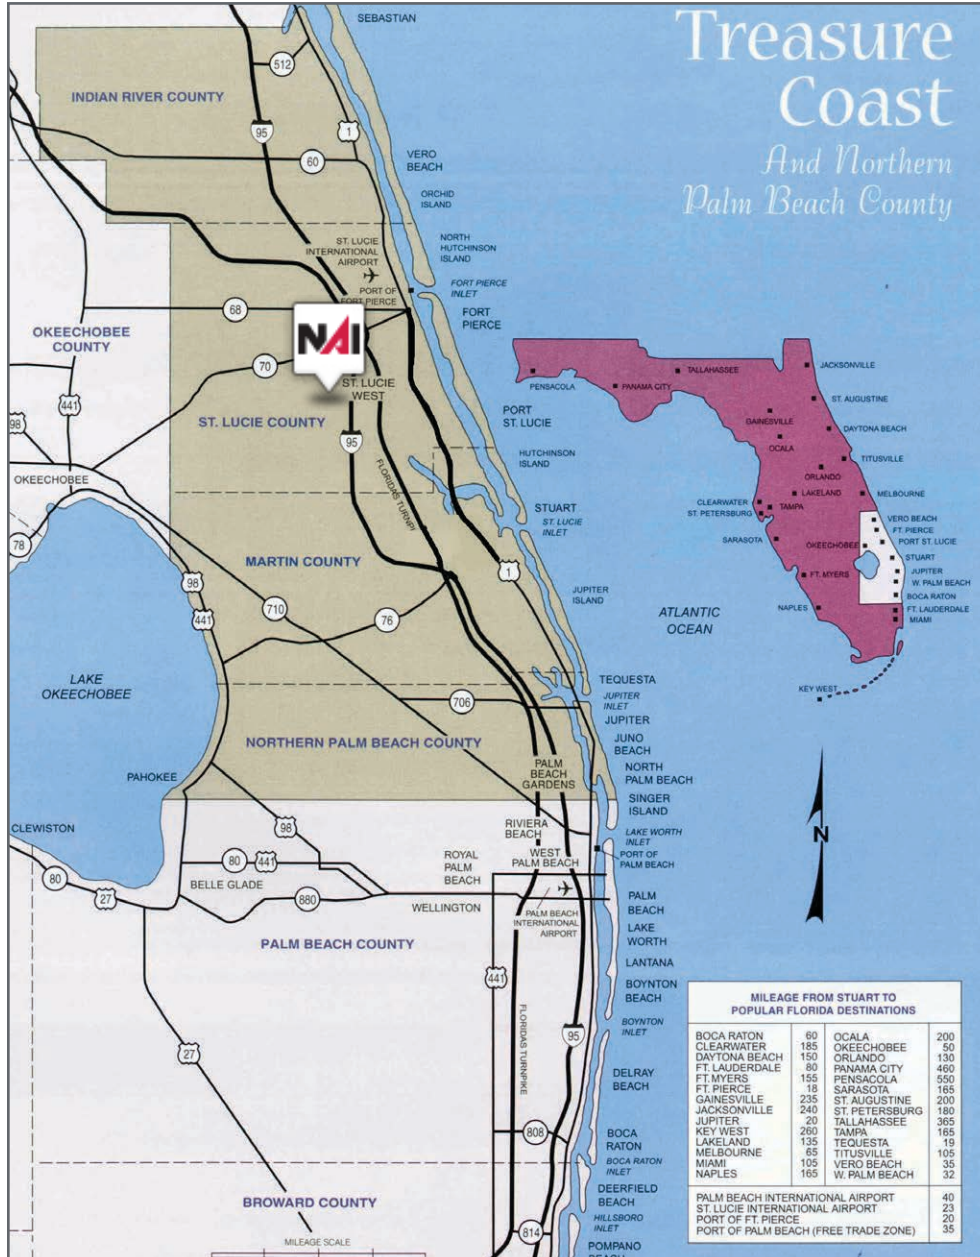 Treasure
Coast
And Northern
Palm Beach County
SEBASTIAN
512
INDIAN RIVER COUNTY
95
1
60
VERO
BEACH
ORCHID
ISLAND
ST. LUCIE
INTERNATIONAL
AIRPORT
NORTH
HUTCHINSON
ISLAND
PORT OF
FORT PIERCE
FORT PIERCE
INLET
68
FORT
PIERCE
OKEECHOBEE
COUNTY
NAI
70
ST. LUCIE
WEST
441
98
ST. LUCIE COUNTY
95
PORT
ST. LUCIE
FLORIDAS TURNPI
HUTCHINSON
ISLAND
OKEECHOBEE
STUART
ST. LUCIE
INLET
78
MARTIN COUNTY
1
98
441
710
76
JUPITER
ISLAND
ATLANTIC
OCEAN
LAKE
OKEECHOBEE
TEQUESTA
JUPITER
INLET
706
JUPITER
NORTHERN PALM BEACH COUNTY
JUNO
BEACH
PALM
BEACH
GARDENS
NORTH
PALM BEACH
PAHOKEE
SINGER
ISLAND
CLEWISTON
98
RIVIERA
BEACH
LAKE WORTH
INLET
ROYAL
PALM
BEACH
WEST
PALM BEACH
PORT OF
PALM BEACH
80
80
441
27
BELLE GLADE
880
WELLINGTON
PALM BEACH
INTERNATIONAL
AIRPORT
PALM
BEACH
LAKE
WORTH
PALM BEACH COUNTY
LANTANA
441
BOYNTON
BEACH
FLORIDAS TURNPIKE
95
BOYNTON
INLET
27
DELRAY
BEACH
808
BOCA
RATON
BOCA RATON
INLET
BROWARD COUNTY
DEERFIELD
BEACH
HILLSBORO
INLET
814
MILEAGE SCALE
POMPANO
PENSACOLA
PANAMA CITY
TALLAHASSEE
JACKSONVILLE
ST. AUGUSTINE
GAINESVILLE
OCALA
DAYTONA BEACH
TITUSVILLE
ORLANDO
LAKELAND
MELBOURNE
CLEARWATER
TAMPA
ST. PETERSBURG
VERO BEACH
FT. PIERCE
PORT ST. LUCIE
SARASOTA
OKEECHOBEE
STUART
JUPITER
FT. MYERS
W. PALM BEACH
BOCA RATON
NAPLES
FT. LAUDERDALE
MIAMI
KEY WEST
N
MILEAGE FROM STUART TO
POPULAR FLORIDA DESTINATIONS
BOCA RATON 60 OCALA 200
CLEARWATER 185 OKEECHOBEE 50
DAYTONA BEACH 150 ORLANDO 130
FT. LAUDERDALE 80 PANAMA CITY 460
FT. MYERS 155 PENSACOLA 550
FT. PIERCE 18 SARASOTA 165
GAINESVILLE 235 ST. AUGUSTINE 200
JACKSONVILLE 240 ST. PETERSBURG 180
JUPITER 20 TALLAHASSEE 365
KEY WEST 260 TAMPA 165
LAKELAND 135 TEQUESTA 19
MELBOURNE 65 TITUSVILLE 105
MIAMI 105 VERO BEACH 35
NAPLES 165 W. PALM BEACH 32
PALM BEACH INTERNATIONAL AIRPORT 40
ST. LUCIE INTERNATIONAL AIRPORT 23
PORT OF FT. PIERCE 20
PORT OF PALM BEACH (FREE TRADE ZONE) 35